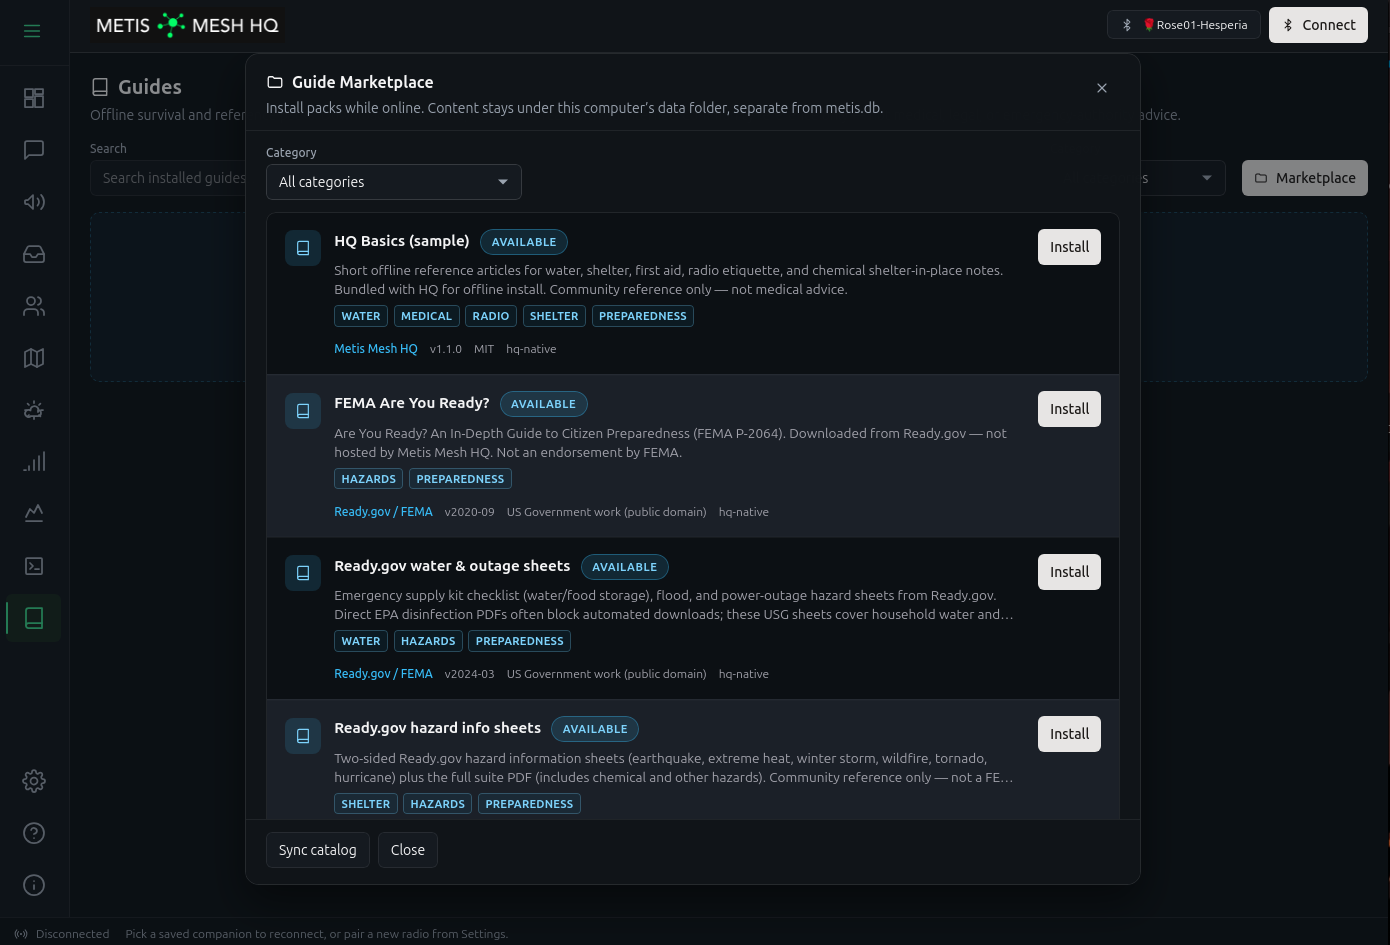 METIS MESH HQ
Rose01-Hesperia
Connect
Guides
Offline survival and refer
advice.
Search
Search installed guides
s
Marketplace
Guide Marketplace
Install packs while online. Content stays under this computer's data folder, separate from metis.db.
Category
All categories
HQ Basics (sample) AVAILABLE
Install
Short offline reference articles for water, shelter, first aid, radio etiquette, and chemical shelter-in-place notes.
Bundled with HQ for offline install. Community reference only — not medical advice.
WATER MEDICAL RADIO SHELTER PREPAREDNESS
Metis Mesh HQ v1.1.0 MIT hq-native
FEMA Are You Ready? AVAILABLE
Install
Are You Ready? An In-Depth Guide to Citizen Preparedness (FEMA P-2064). Downloaded from Ready.gov — not
hosted by Metis Mesh HQ. Not an endorsement by FEMA.
HAZARDS PREPAREDNESS
Ready.gov / FEMA v2020-09 US Government work (public domain) hq-native
Ready.gov water & outage sheets AVAILABLE
Install
Emergency supply kit checklist (water/food storage), flood, and power-outage hazard sheets from Ready.gov.
Direct EPA disinfection PDFs often block automated downloads; these USG sheets cover household water and…
WATER HAZARDS PREPAREDNESS
Ready.gov / FEMA v2024-03 US Government work (public domain) hq-native
Ready.gov hazard info sheets AVAILABLE
Install
Two-sided Ready.gov hazard information sheets (earthquake, extreme heat, winter storm, wildfire, tornado,
hurricane) plus the full suite PDF (includes chemical and other hazards). Community reference only — not a FE…
SHELTER HAZARDS PREPAREDNESS
Sync catalog
Close
Disconnected Pick a saved companion to reconnect, or pair a new radio from Settings.